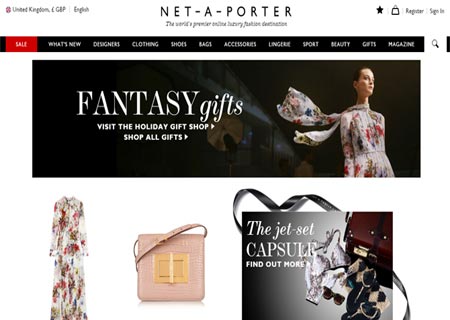 United Kingdom, £ GBP | English
NET-A-PORTER
The world's premier online luxury fashion destination
Register | Sign In
SALE WHAT'S NEW DESIGNERS CLOTHING SHOES BAGS ACCESSORIES LINGERIE SPORT BEAUTY GIFTS MAGAZINE
FANTASY gifts
VISIT THE HOLIDAY GIFT SHOP
SHOP ALL GIFTS
The jet-set
CAPSULE
FIND OUT MORE